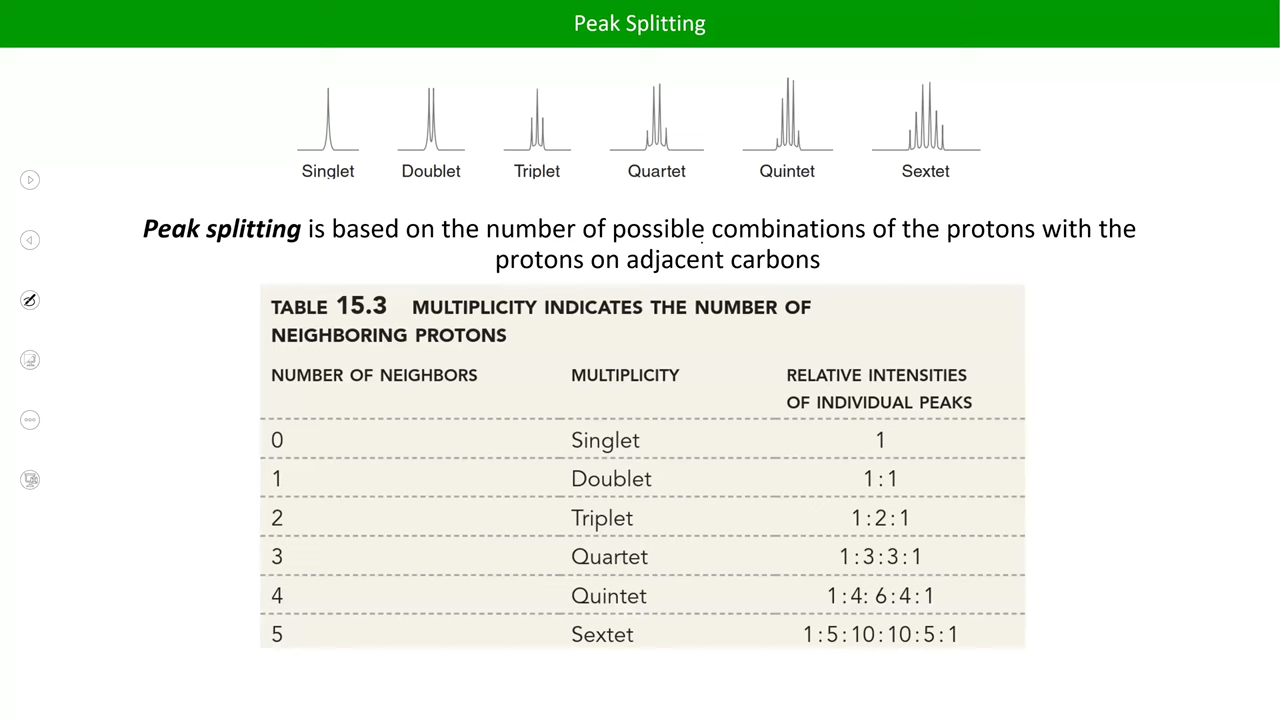 Peak Splitting
Singlet Doublet Triplet Quartet Quintet Sextet
Peak splitting is based on the number of possible combinations of the protons with the
protons on adjacent carbons
TABLE 15.3 MULTIPLICITY INDICATES THE NUMBER OF
NEIGHBORING PROTONS
NUMBER OF NEIGHBORS MULTIPLICITY RELATIVE INTENSITIES
OF INDIVIDUAL PEAKS
0 Singlet 1
1 Doublet 1:1
2 Triplet 1:2:1
3 Quartet 1:3:3:1
4 Quintet 1:4: 6:4:1
5 Sextet 1:5:10:10:5:1